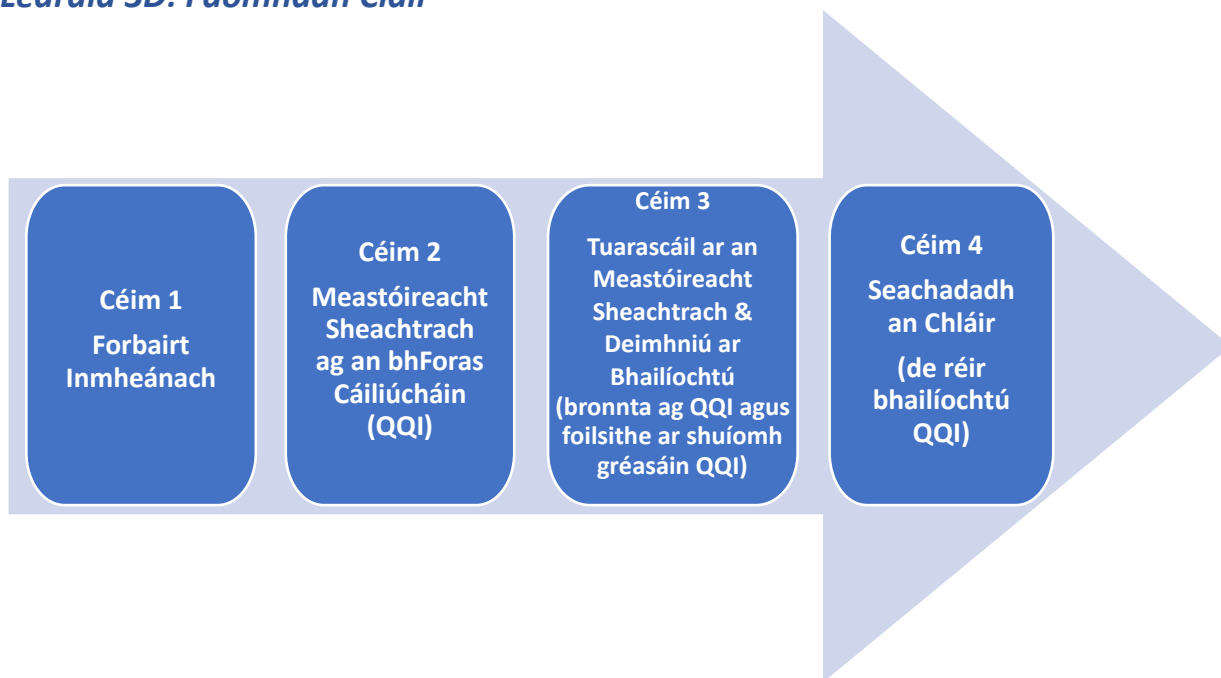 Céim 1
Forbairt
Inmheánach
Céim 2
Meastóireacht
Sheachtrach
ag an bhForas
Cáiliúcháin
(QQI)
Céim 3
Tuarascáil ar an
Meastóireacht
Sheachtrach &
Deimhniú ar
Bhailíochtú
(bronnta ag QQI agus
foilsithe ar shuíomh
gréasáin QQI)
Céim 4
Seachadadh
an Chláir
(de réir
bhailíochtú
QQI)